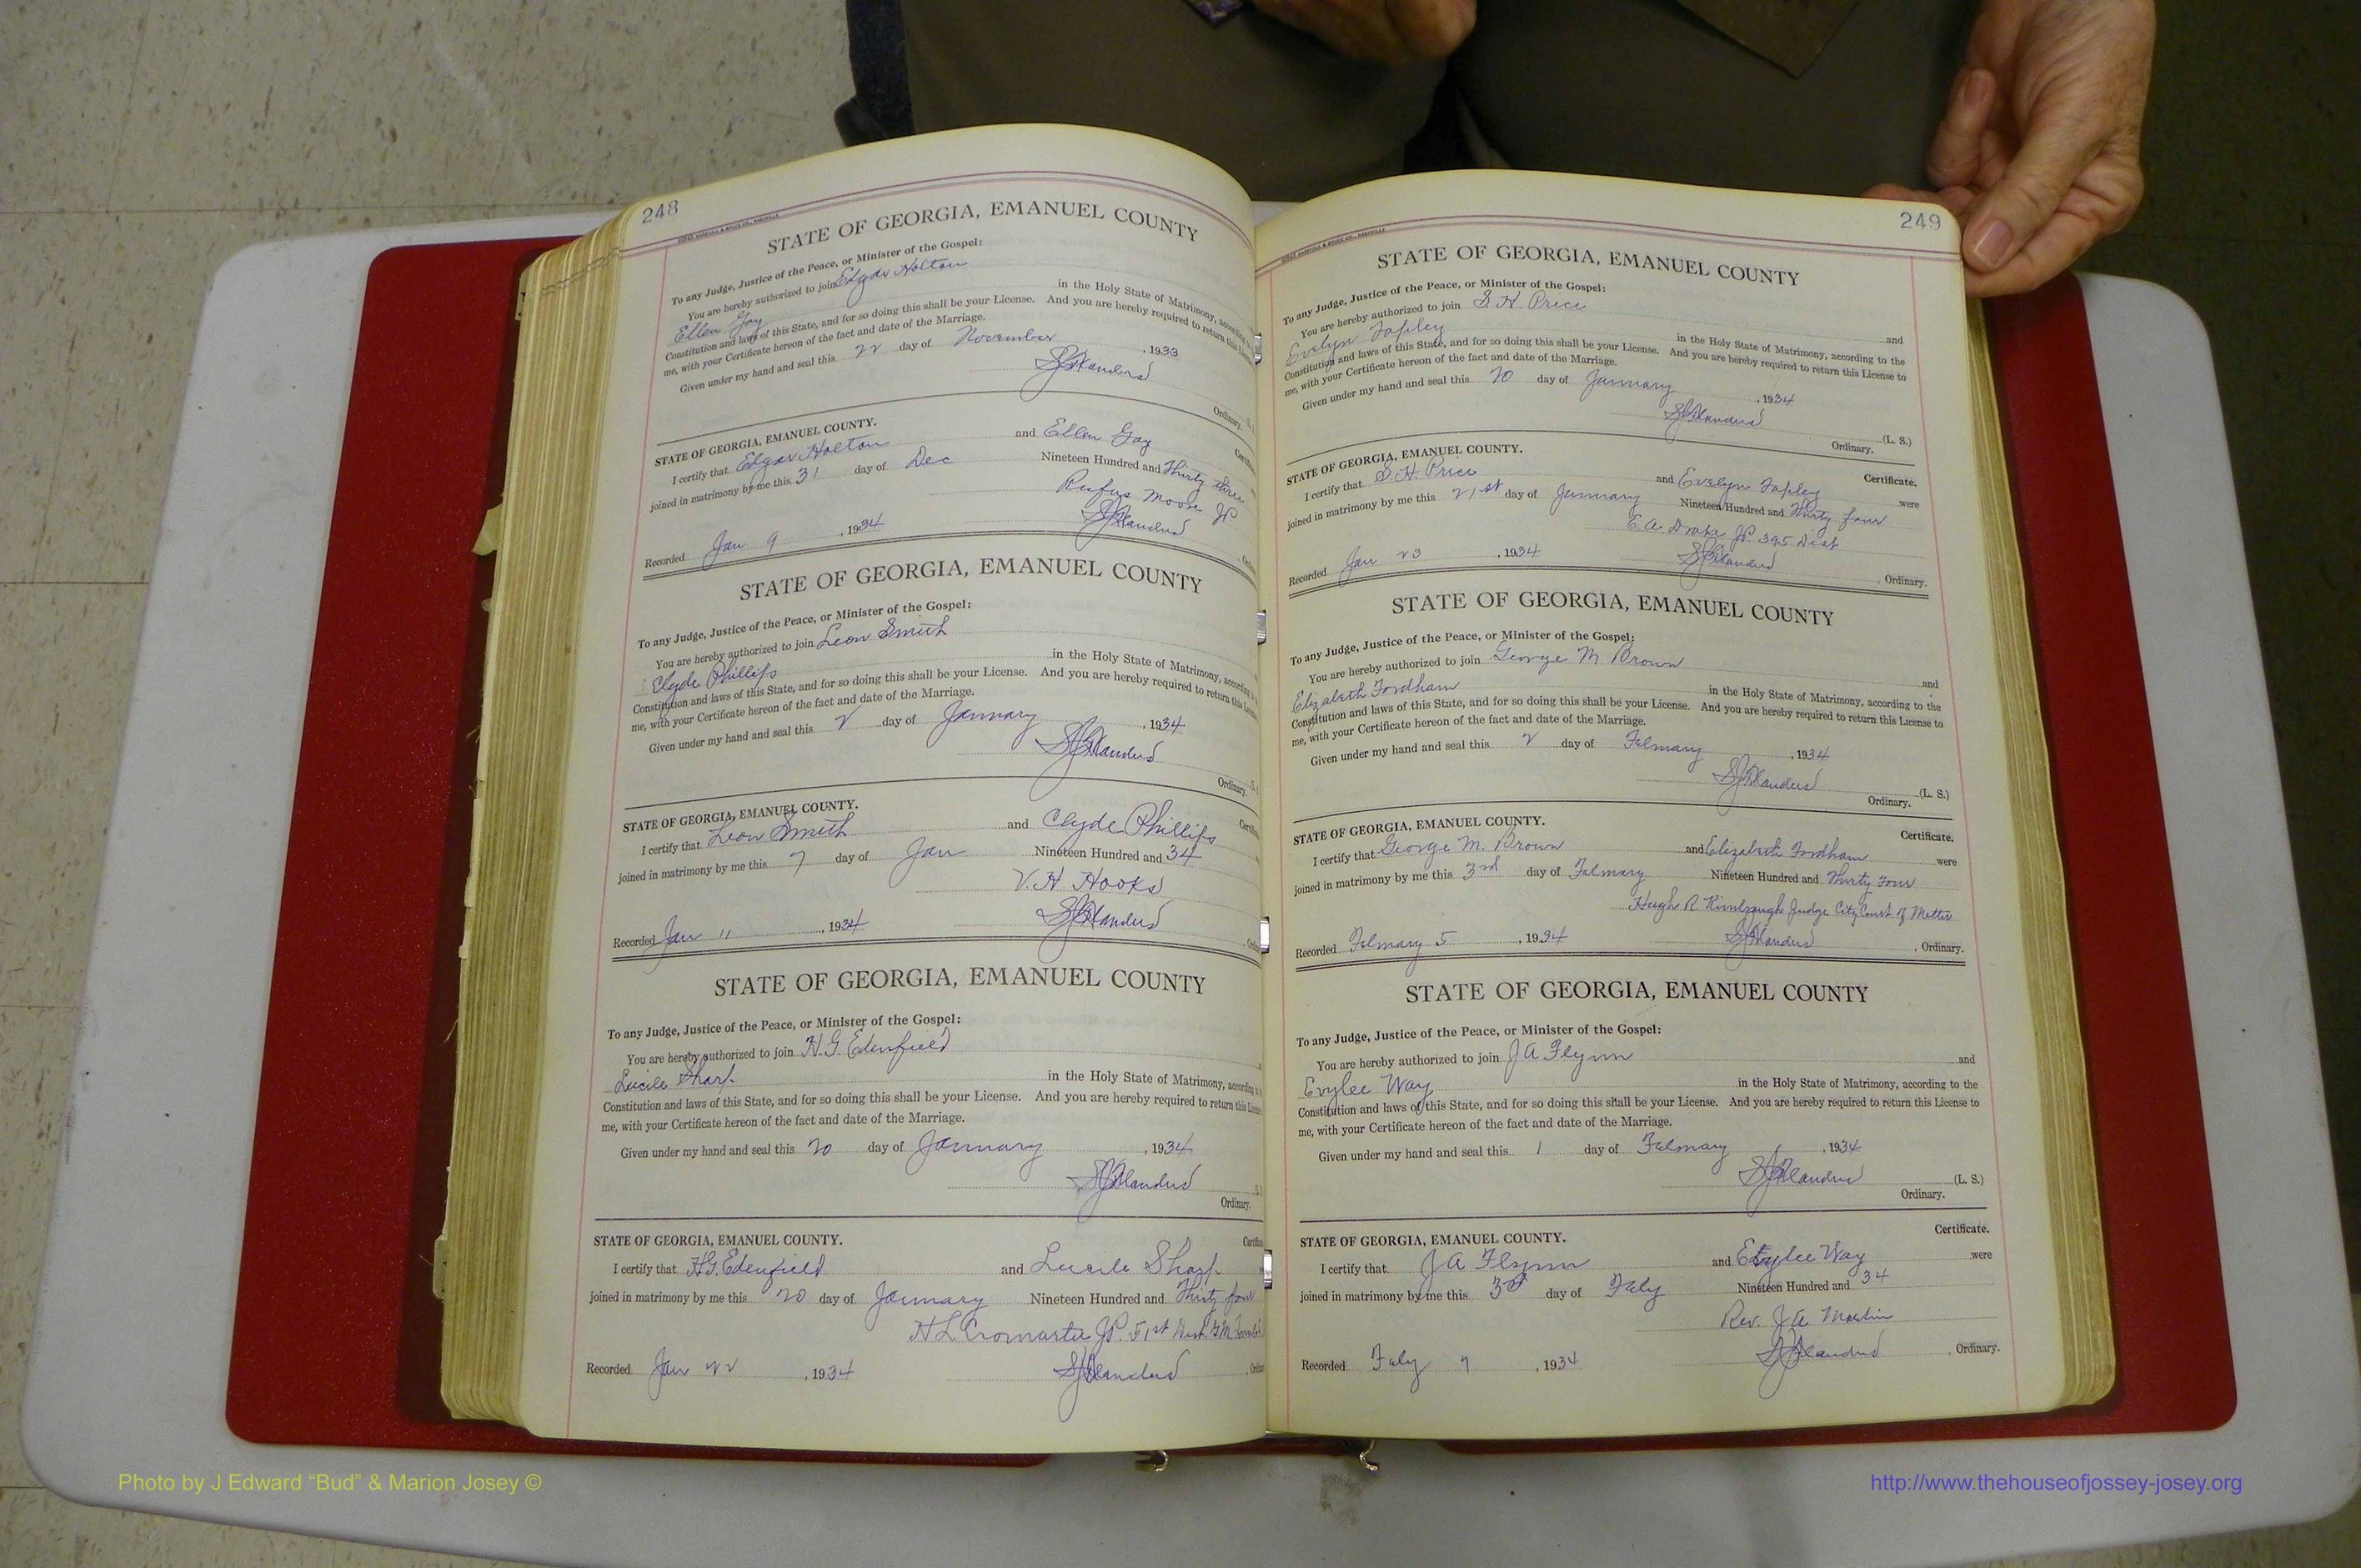 248
STATE OF GEORGIA, EMANUEL COUNTY
To any Judge, Justice of the Peace, or Minister of the Gospel:
You are hereby authorized to join Edgar Holton
Ellen Gay in the Holy State of Matrimony, according
Constitution and laws of this State, and for so doing this shall be your License. And you are hereby required to return this
me, with your Certificate hereon of the fact and date of the Marriage.
Given under my hand and seal this 22 day of November, 1933
Ordinary.
STATE OF GEORGIA, EMANUEL COUNTY.
I certify that Edgar Holton and Ellen Gay
joined in matrimony by me this 31 day of Dec Nineteen Hundred and Thirty three
Rufus Moore JP
Recorded Jan 9, 1934
STATE OF GEORGIA, EMANUEL COUNTY
To any Judge, Justice of the Peace, or Minister of the Gospel:
You are hereby authorized to join Leon Smith
Clyde Phillips in the Holy State of Matrimony, according
Constitution and laws of this State, and for so doing this shall be your License. And you are hereby required to return this
me, with your Certificate hereon of the fact and date of the Marriage.
Given under my hand and seal this 2 day of January, 1934
Ordinary.
STATE OF GEORGIA, EMANUEL COUNTY.
I certify that Leon Smith and Clyde Phillips
joined in matrimony by me this 7 day of Jan Nineteen Hundred and 34
V. H. Hooks
Recorded Jan 11, 1934
STATE OF GEORGIA, EMANUEL COUNTY
To any Judge, Justice of the Peace, or Minister of the Gospel:
You are hereby authorized to join H. G. Edenfield
Lucile Sharp in the Holy State of Matrimony, according
Constitution and laws of this State, and for so doing this shall be your License. And you are hereby required to return this
me, with your Certificate hereon of the fact and date of the Marriage.
Given under my hand and seal this 20 day of January, 1934
Ordinary.
STATE OF GEORGIA, EMANUEL COUNTY.
I certify that H. G. Edenfield and Lucile Sharp
joined in matrimony by me this 20 day of January Nineteen Hundred and Thirty four
H L Cromartie JP. 51st Dist. G M
Recorded Jan 22, 1934
249
STATE OF GEORGIA, EMANUEL COUNTY
To any Judge, Justice of the Peace, or Minister of the Gospel:
You are hereby authorized to join S. H. Price and
Evelyn Tapley in the Holy State of Matrimony, according to the
Constitution and laws of this State, and for so doing this shall be your License. And you are hereby required to return this License to
me, with your Certificate hereon of the fact and date of the Marriage.
Given under my hand and seal this 20 day of January, 1934
(L. S.)
Ordinary.
STATE OF GEORGIA, EMANUEL COUNTY. Certificate.
I certify that S. H. Price and Evelyn Tapley were
joined in matrimony by me this 21st day of January Nineteen Hundred and Thirty four
E. A. Drake JP. 395 Dist
Recorded Jan 23, 1934, Ordinary.
STATE OF GEORGIA, EMANUEL COUNTY
To any Judge, Justice of the Peace, or Minister of the Gospel:
You are hereby authorized to join George M. Brown and
Elizabeth Fordham in the Holy State of Matrimony, according to the
Constitution and laws of this State, and for so doing this shall be your License. And you are hereby required to return this License to
me, with your Certificate hereon of the fact and date of the Marriage.
Given under my hand and seal this 2 day of February, 1934
(L. S.)
Ordinary.
STATE OF GEORGIA, EMANUEL COUNTY. Certificate.
I certify that George M. Brown and Elizabeth Fordham were
joined in matrimony by me this 3rd day of February Nineteen Hundred and Thirty Four
Hugh R. Kimbrough Judge City Court of Metter
Recorded February 5, 1934, Ordinary.
STATE OF GEORGIA, EMANUEL COUNTY
To any Judge, Justice of the Peace, or Minister of the Gospel:
You are hereby authorized to join J A Flynn and
Evylee Way in the Holy State of Matrimony, according to the
Constitution and laws of this State, and for so doing this shall be your License. And you are hereby required to return this License to
me, with your Certificate hereon of the fact and date of the Marriage.
Given under my hand and seal this 1 day of February, 1934
(L. S.)
Ordinary.
STATE OF GEORGIA, EMANUEL COUNTY. Certificate.
I certify that J A Flynn and Evylee Way were
joined in matrimony by me this 3d day of Feby Nineteen Hundred and 34
Rev. J. A. Martin
Recorded Feby 7, 1934, Ordinary.
Photo by J Edward “Bud” & Marion Josey ©
http://www.thehouseofjossey-josey.org